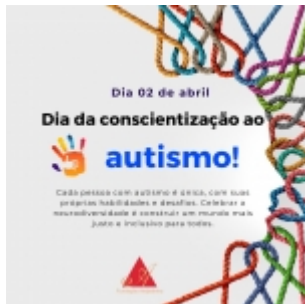 Dia 02 de abril
Dia da conscientização ao
autismo!
Cada pessoa com autismo é única, com suas
próprias habilidades e desafios. Celebrar a
neurodiversidade é construir um mundo mais
justo e inclusivo para todos.